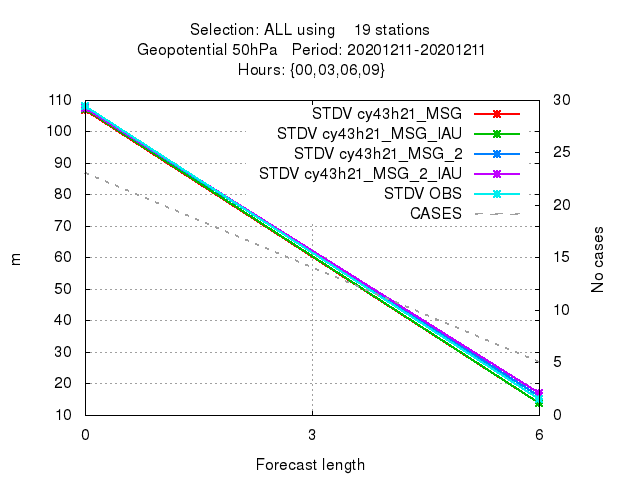 Selection: ALL using 19 stations
Geopotential 50hPa Period: 20201211-20201211
Hours: {00,03,06,09}
110
100
90
80
70
60
50
40
30
20
10
m
STDV cy43h21_MSG
STDV cy43h21_MSG_IAU
STDV cy43h21_MSG_2
STDV cy43h21_MSG_2_IAU
STDV OBS
CASES
30
25
20
15
10
5
0
No cases
0 3 6
Forecast length